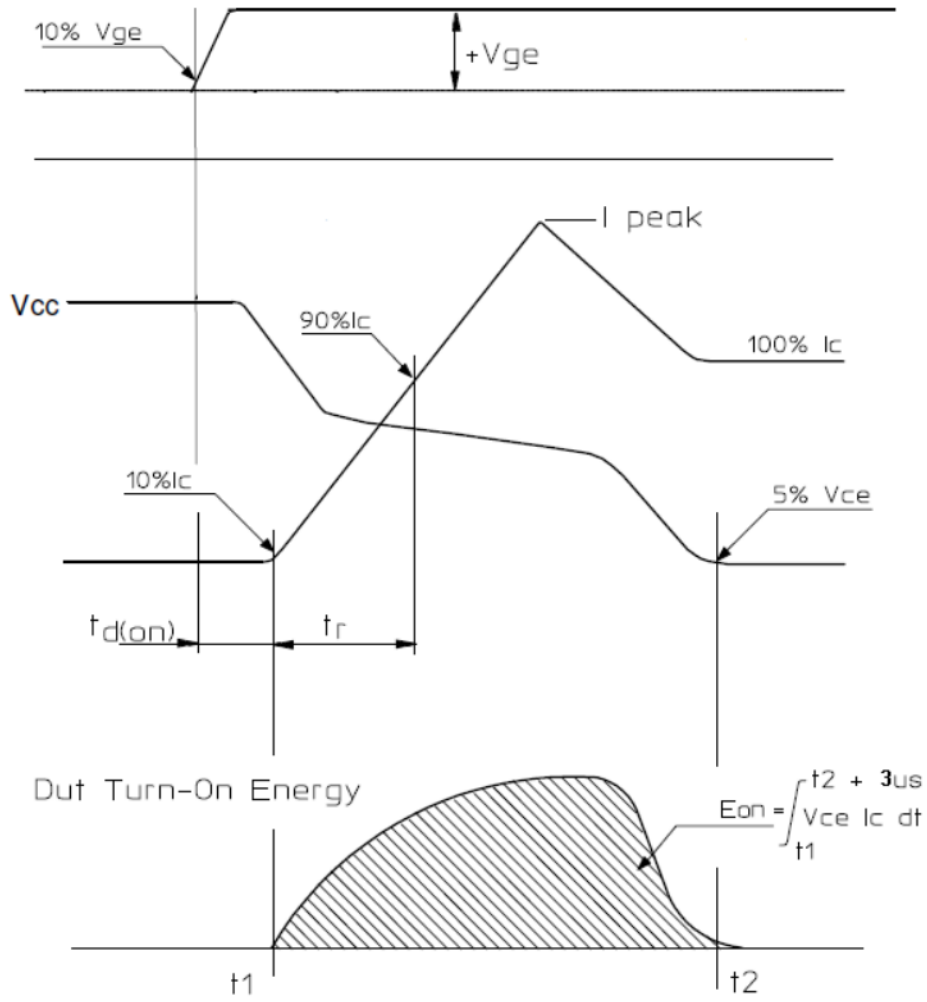 10% Vge
+Vge
I peak
Vcc
90%Ic
100% Ic
10%Ic
5% Vce
td(on)
tr
Dut Turn-On Energy
t2 + 3us
Eon = ∫ Vce Ic dt
t1
t1
t2